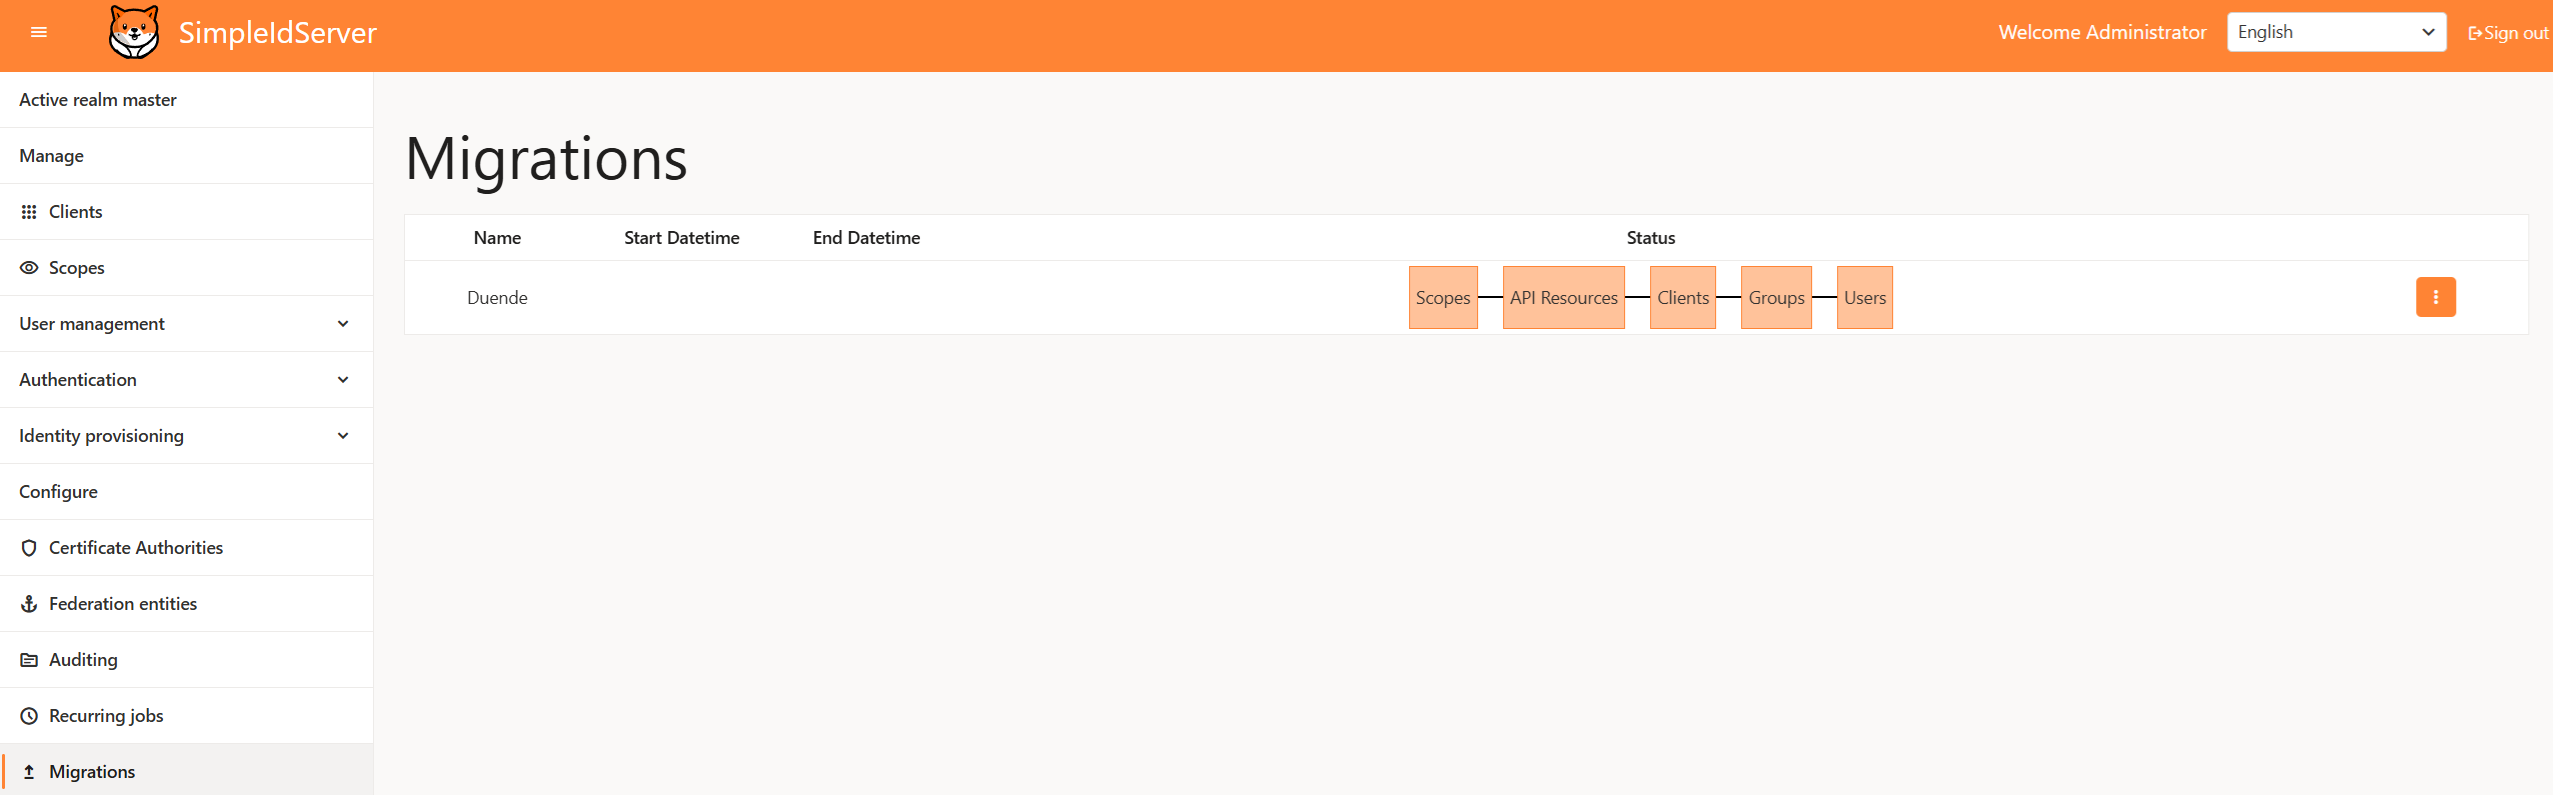 SimpleIdServer
Welcome Administrator
English
Sign out
Active realm master
Manage
Clients
Scopes
User management
Authentication
Identity provisioning
Configure
Certificate Authorities
Federation entities
Auditing
Recurring jobs
Migrations
Migrations
Name Start Datetime End Datetime Status
Duende Scopes API Resources Clients Groups Users